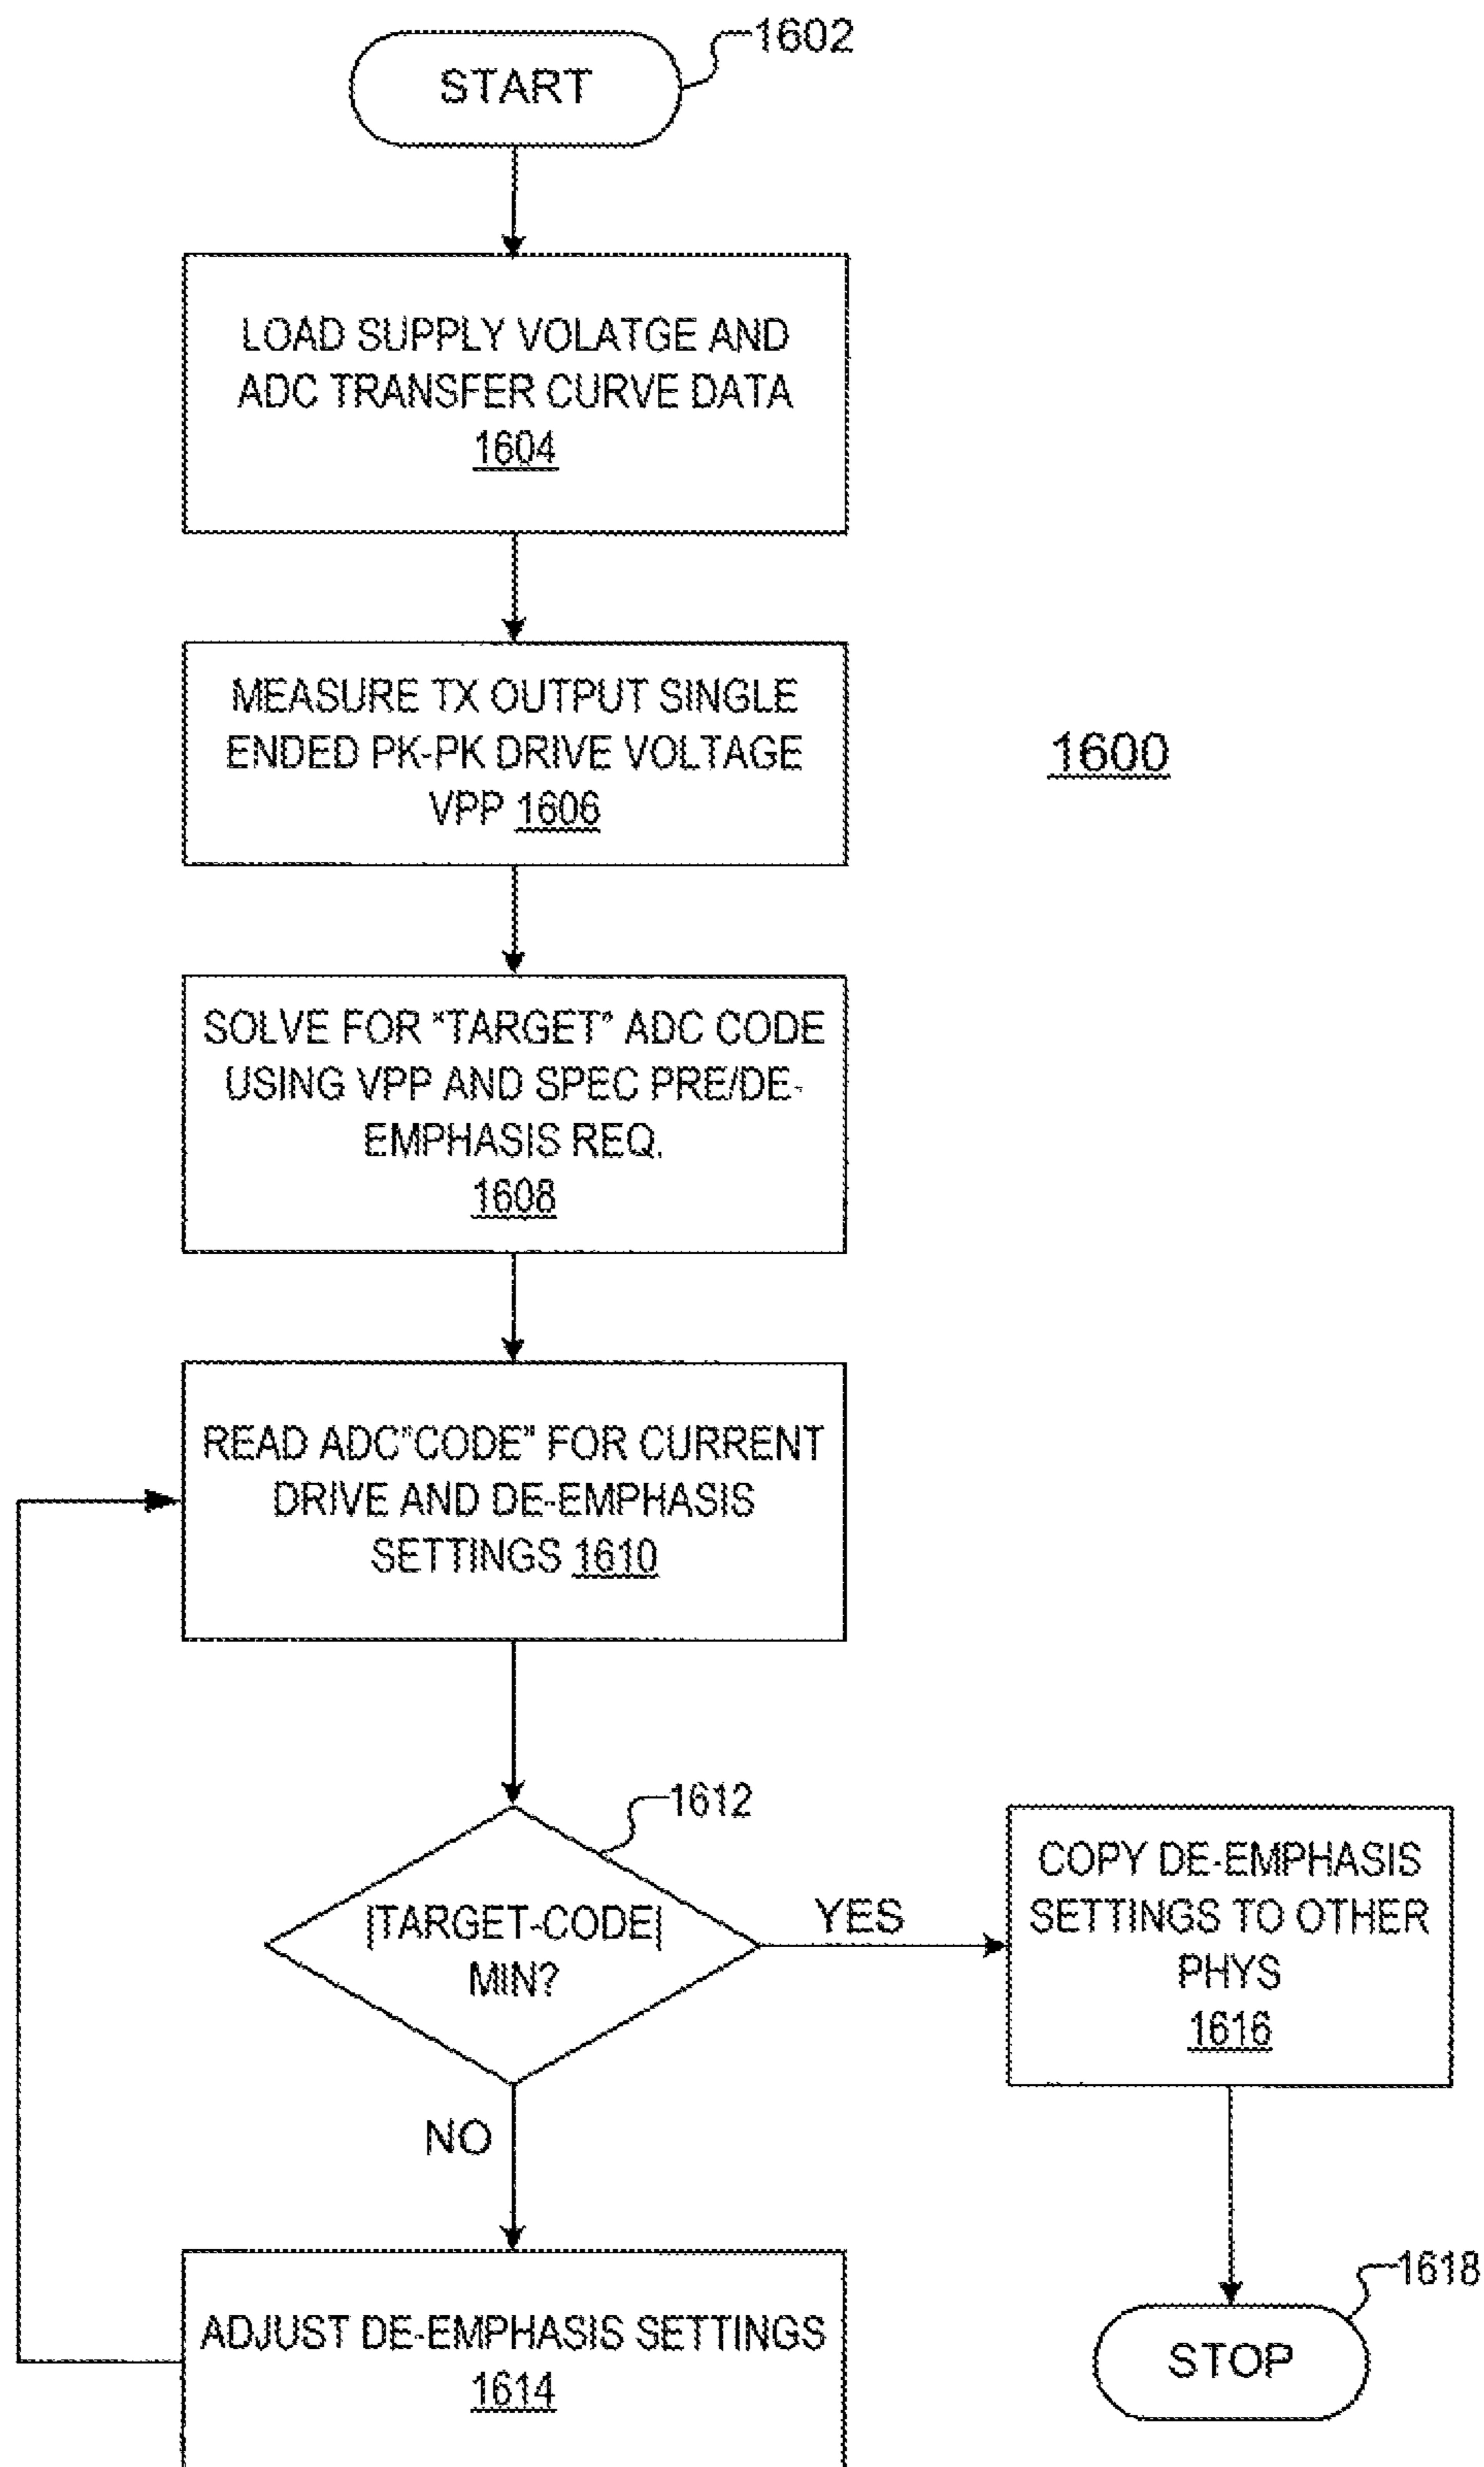 1602
START
LOAD SUPPLY VOLATGE AND
ADC TRANSFER CURVE DATA
1604
MEASURE TX OUTPUT SINGLE
ENDED PK-PK DRIVE VOLTAGE
VPP 1606
1600
SOLVE FOR "TARGET" ADC CODE
USING VPP AND SPEC PRE/DE-
EMPHASIS REQ.
1608
READ ADC"CODE" FOR CURRENT
DRIVE AND DE-EMPHASIS
SETTINGS 1610
1612
|TARGET-CODE|
MIN?
YES
COPY DE-EMPHASIS
SETTINGS TO OTHER
PHYS
1616
NO
ADJUST DE-EMPHASIS SETTINGS
1614
1618
STOP